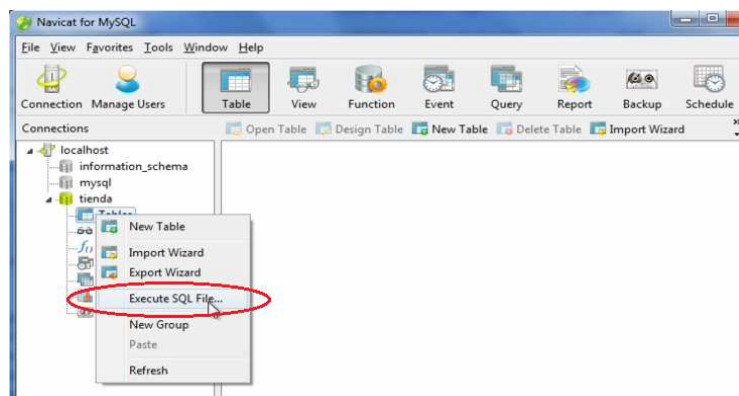 Navicat for MySQL
File View Favorites Tools Window Help
Connection Manage Users Table View Function Event Query Report Backup Schedule
Connections Open Table Design Table New Table Delete Table Import Wizard
localhost
information_schema
mysql
tienda
Tables
New Table
Import Wizard
Export Wizard
Execute SQL File...
New Group
Paste
Refresh